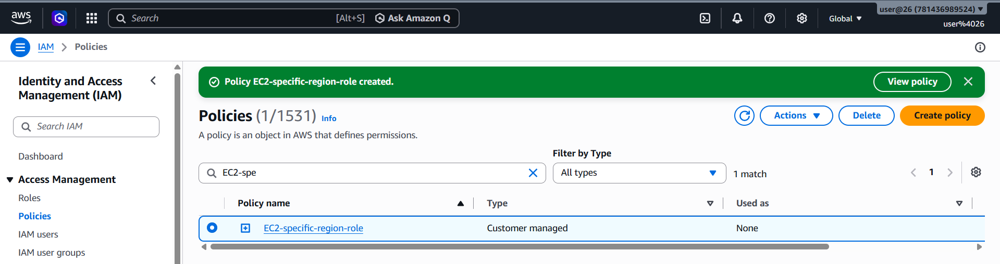 aws
Search
[Alt+S]
Ask Amazon Q
Global
user@26 (781436989524)
user%4026
IAM
Policies
Identity and Access
Management (IAM)
Search IAM
Dashboard
Access Management
Roles
Policies
IAM users
IAM user groups
Policy EC2-specific-region-role created.
View policy
Policies (1/1531) Info
Actions
Delete
Create policy
A policy is an object in AWS that defines permissions.
Filter by Type
EC2-spe
All types
1 match
1
Policy name
Type
Used as
EC2-specific-region-role
Customer managed
None